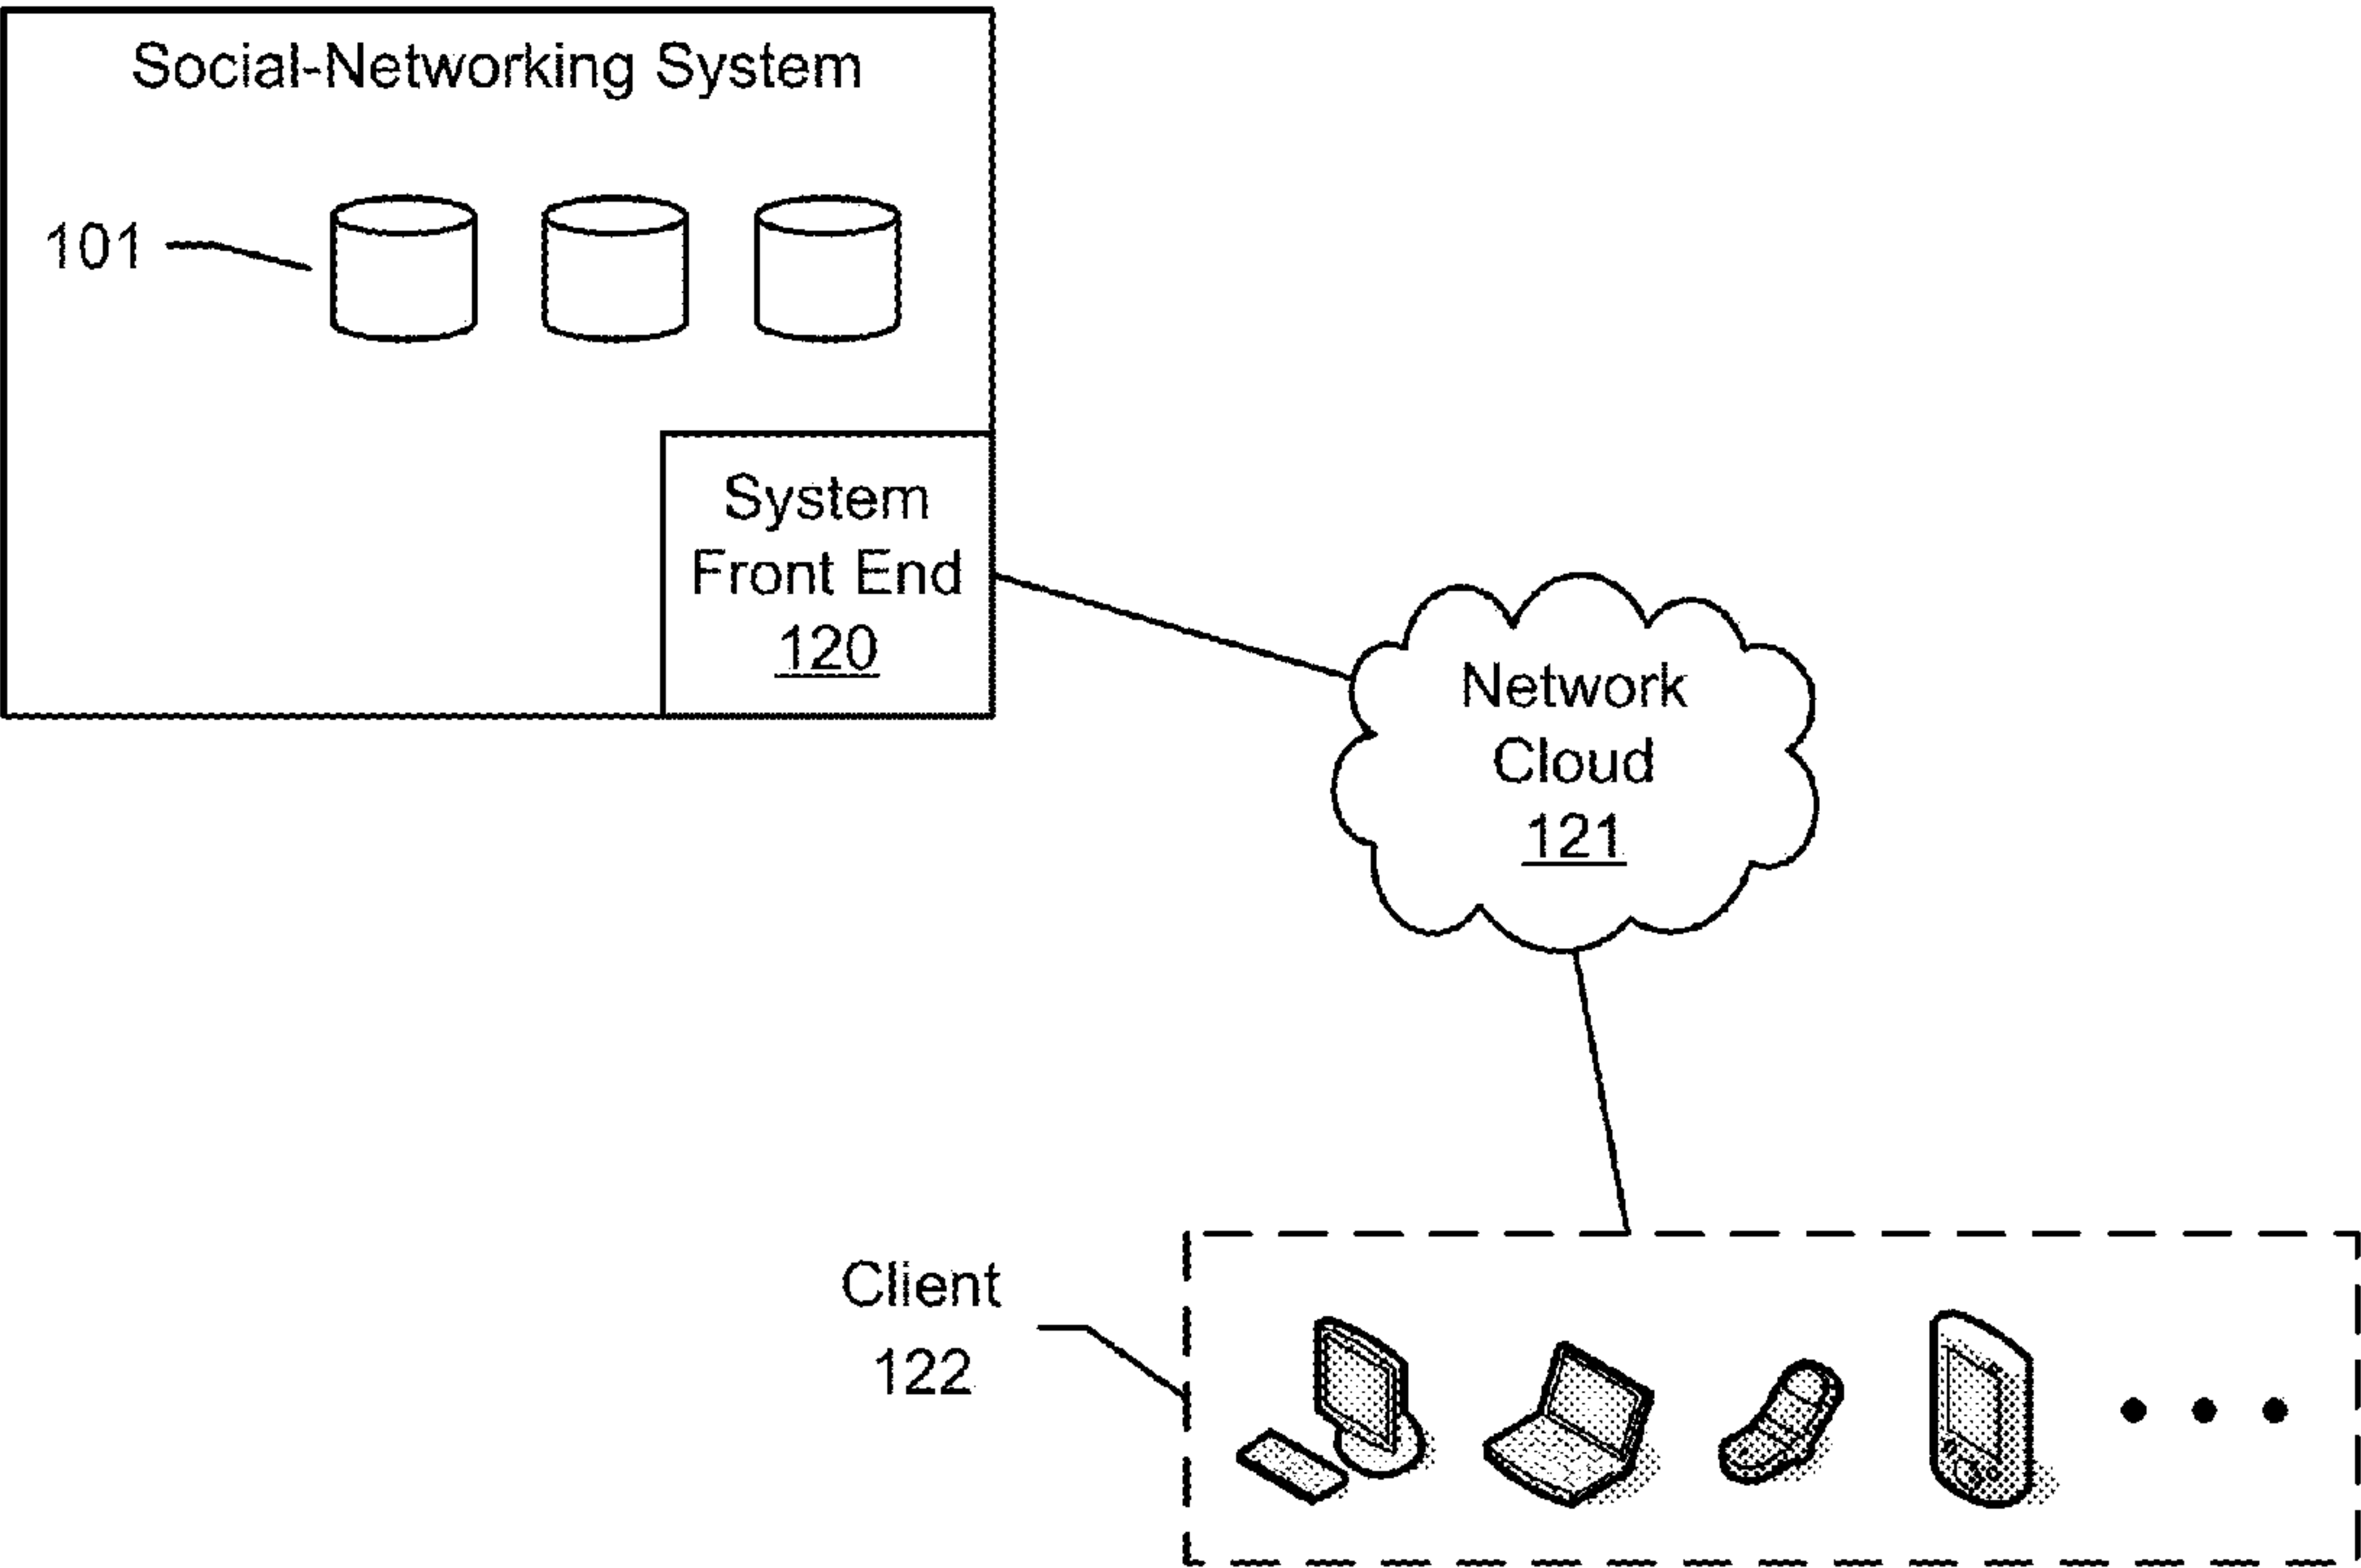 Social-Networking System
101
System
Front End
120
Network
Cloud
121
Client
122